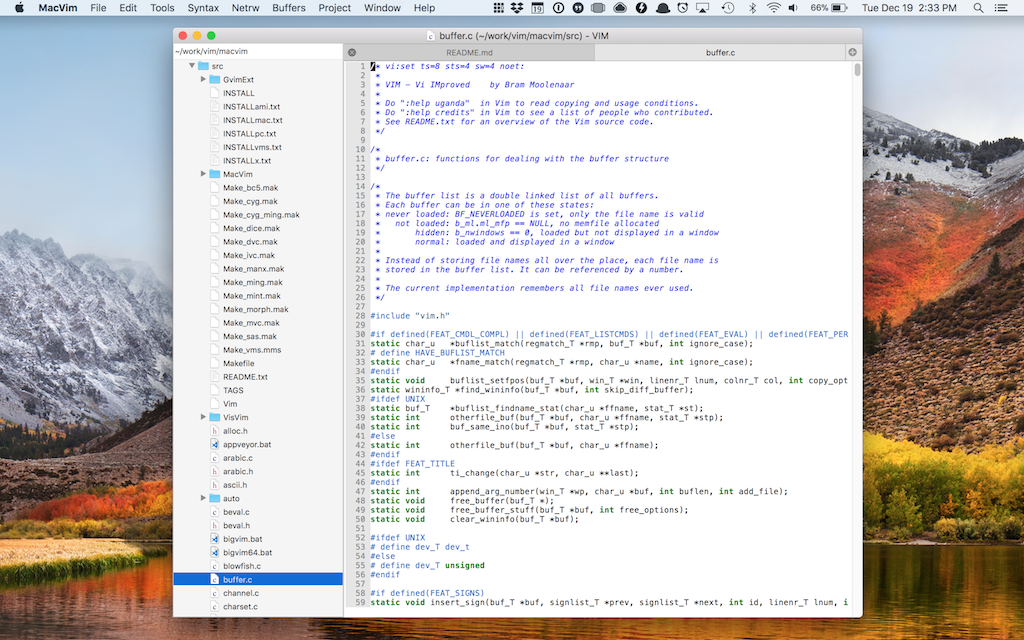 MacVim File Edit Tools Syntax Netrw Buffers Project Window Help 66% Tue Dec 19 2:33 PM
buffer.c (~/work/vim/macvim/src) - VIM
~/work/vim/macvim
README.md
buffer.c
src
GvimExt
INSTALL
INSTALLami.txt
INSTALLmac.txt
INSTALLpc.txt
INSTALLvms.txt
INSTALLx.txt
MacVim
Make_bc5.mak
Make_cyg.mak
Make_cyg_ming.mak
Make_dice.mak
Make_dvc.mak
Make_ivc.mak
Make_manx.mak
Make_ming.mak
Make_mint.mak
Make_morph.mak
Make_mvc.mak
Make_sas.mak
Make_vms.mms
Makefile
README.txt
TAGS
Vim
VisVim
alloc.h
appveyor.bat
arabic.c
arabic.h
ascii.h
auto
beval.c
beval.h
bigvim.bat
bigvim64.bat
blowfish.c
buffer.c
channel.c
charset.c
1 /* vi:set ts=8 sts=4 sw=4 noet:
2  *
3  * VIM - Vi IMproved    by Bram Moolenaar
4  *
5  * Do ":help uganda"  in Vim to read copying and usage conditions.
6  * Do ":help credits" in Vim to see a list of people who contributed.
7  * See README.txt for an overview of the Vim source code.
8  */
9
10 /*
11  * buffer.c: functions for dealing with the buffer structure
12  */
13
14 /*
15  * The buffer list is a double linked list of all buffers.
16  * Each buffer can be in one of these states:
17  * never loaded: BF_NEVERLOADED is set, only the file name is valid
18  *   not loaded: b_ml.ml_mfp == NULL, no memfile allocated
19  *       hidden: b_nwindows == 0, loaded but not displayed in a window
20  *       normal: loaded and displayed in a window
21  *
22  * Instead of storing file names all over the place, each file name is
23  * stored in the buffer list. It can be referenced by a number.
24  *
25  * The current implementation remembers all file names ever used.
26  */
27
28 #include "vim.h"
29
30 #if defined(FEAT_CMDL_COMPL) || defined(FEAT_LISTCMDS) || defined(FEAT_EVAL) || defined(FEAT_PER
31 static char_u   *buflist_match(regmatch_T *rmp, buf_T *buf, int ignore_case);
32 # define HAVE_BUFLIST_MATCH
33 static char_u   *fname_match(regmatch_T *rmp, char_u *name, int ignore_case);
34 #endif
35 static void     buflist_setfpos(buf_T *buf, win_T *win, linenr_T lnum, colnr_T col, int copy_opt
36 static wininfo_T *find_wininfo(buf_T *buf, int skip_diff_buffer);
37
38 #ifdef UNIX
39 static buf_T    *buflist_findname_stat(char_u *ffname, stat_T *st);
40 static int      otherfile_buf(buf_T *buf, char_u *ffname, stat_T *stp);
static int      buf_same_ino(buf_T *buf, stat_T *stp);
41 #else
42 static int      otherfile_buf(buf_T *buf, char_u *ffname);
43 #endif
44 #ifdef FEAT_TITLE
45 static int      ti_change(char_u *str, char_u **last);
46 #endif
47 static int      append_arg_number(win_T *wp, char_u *buf, int buflen, int add_file);
48 static void     free_buffer(buf_T *);
49 static void     free_buffer_stuff(buf_T *buf, int free_options);
50 static void     clear_wininfo(buf_T *buf);
51
52 #ifdef UNIX
53 # define dev_T dev_t
54 #else
55 # define dev_T unsigned
56 #endif
57
58 #if defined(FEAT_SIGNS)
59 static void insert_sign(buf_T *buf, signlist_T *prev, signlist_T *next, int id, linenr_T lnum, i